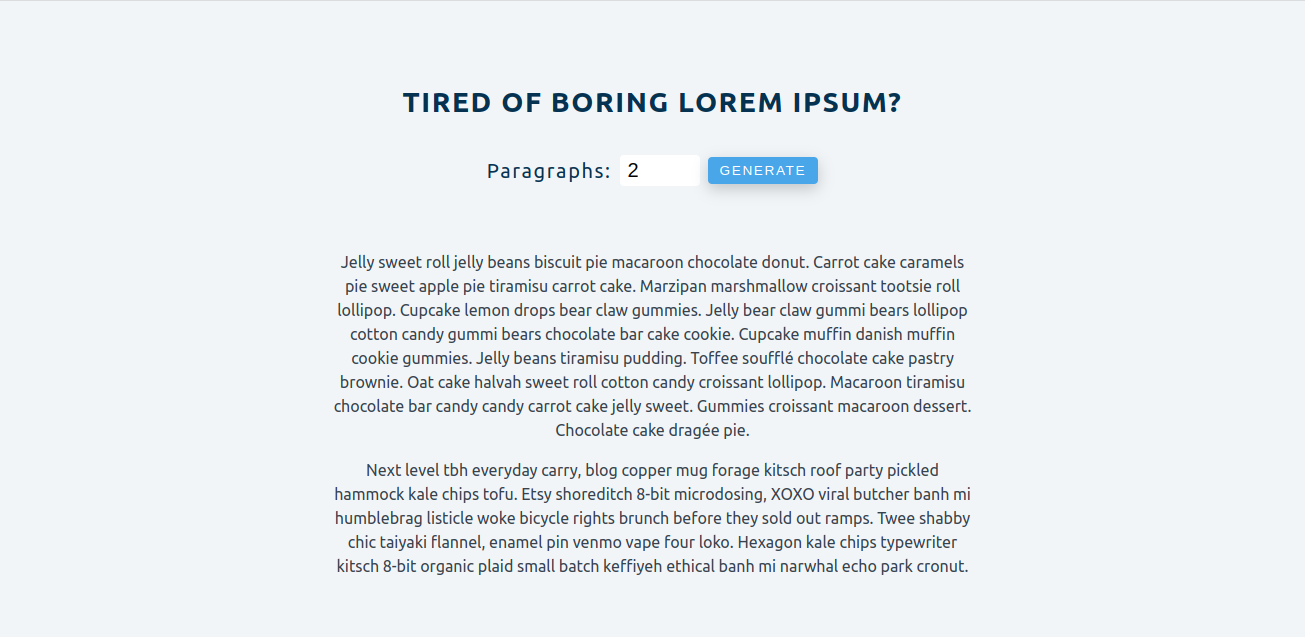 TIRED OF BORING LOREM IPSUM?
Paragraphs: 2 GENERATE
Jelly sweet roll jelly beans biscuit pie macaroon chocolate donut. Carrot cake caramels
pie sweet apple pie tiramisu carrot cake. Marzipan marshmallow croissant tootsie roll
lollipop. Cupcake lemon drops bear claw gummies. Jelly bear claw gummi bears lollipop
cotton candy gummi bears chocolate bar cake cookie. Cupcake muffin danish muffin
cookie gummies. Jelly beans tiramisu pudding. Toffee soufflé chocolate cake pastry
brownie. Oat cake halvah sweet roll cotton candy croissant lollipop. Macaroon tiramisu
chocolate bar candy candy carrot cake jelly sweet. Gummies croissant macaroon dessert.
Chocolate cake dragée pie.
Next level tbh everyday carry, blog copper mug forage kitsch roof party pickled
hammock kale chips tofu. Etsy shoreditch 8-bit microdosing, XOXO viral butcher banh mi
humblebrag listicle woke bicycle rights brunch before they sold out ramps. Twee shabby
chic taiyaki flannel, enamel pin venmo vape four loko. Hexagon kale chips typewriter
kitsch 8-bit organic plaid small batch keffiyeh ethical banh mi narwhal echo park cronut.